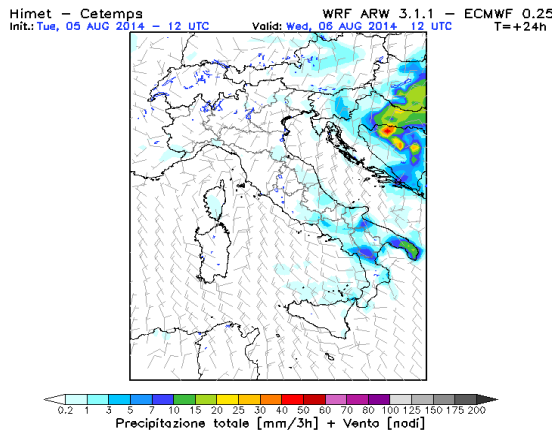 Himet – Cetemps WRF ARW 3.1.1 – ECMWF 0.25
Init.: Tue, 05 AUG 2014 – 12 UTC Valid: Wed, 06 AUG 2014 12 UTC T=+24h
0.2 1 3 5 7 10 15 20 25 30 40 50 60 70 80 90 100 125 150 175 200
Precipitazione totale [mm/3h] + Vento [nodi]